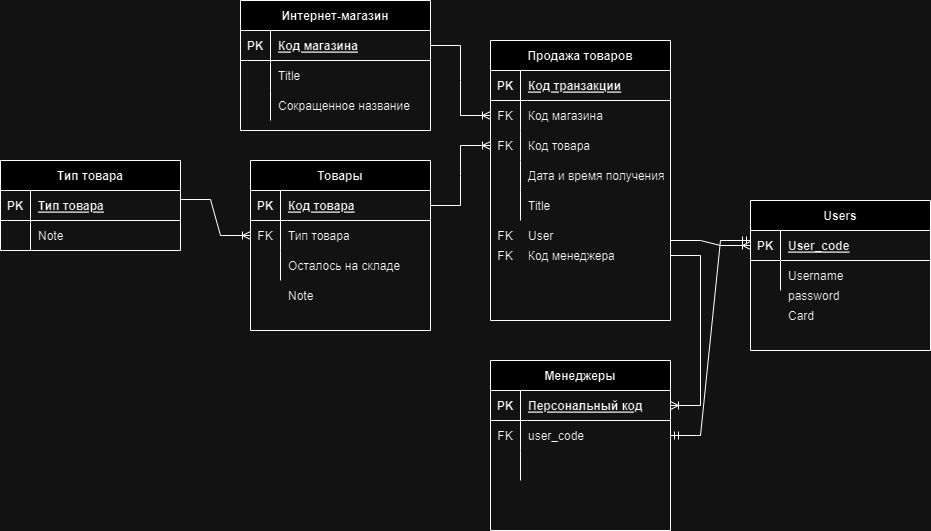 Интернет-магазин
PK Код магазина
Title
Сокращенное название
Продажа товаров
PK Код транзакции
FK Код магазина
FK Код товара
Дата и время получения
Title
FK User
FK Код менеджера
Тип товара
PK Тип товара
Note
Товары
PK Код товара
FK Тип товара
Осталось на складе
Note
Users
PK User_code
Username
password
Card
Менеджеры
PK Персональный код
FK user_code